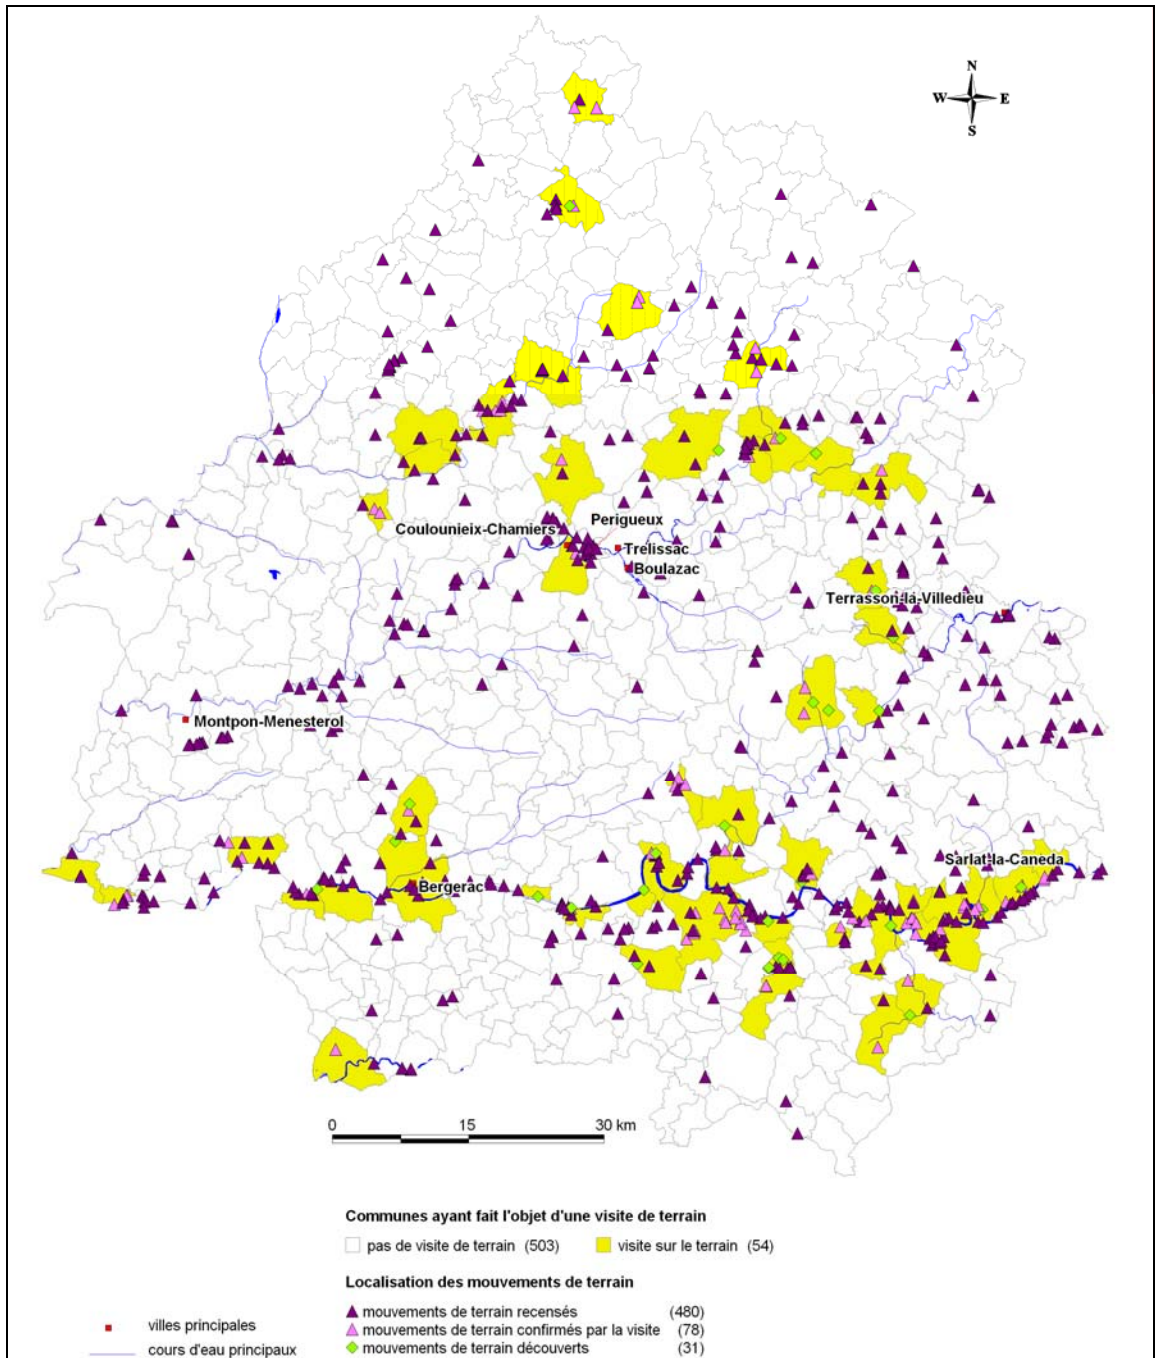 N
W E
S
Coulounieix-Chamiers
Perigueux
Trelissac
Boulazac
Terrasson-la-Villedieu
Montpon-Menesterol
Sarlat-la-Caneda
Bergerac
0 15 30 km
Communes ayant fait l'objet d'une visite de terrain
pas de visite de terrain (503) visite sur le terrain (54)
Localisation des mouvements de terrain
mouvements de terrain recensés (480)
mouvements de terrain confirmés par la visite (78)
mouvements de terrain découverts (31)
villes principales
cours d'eau principaux